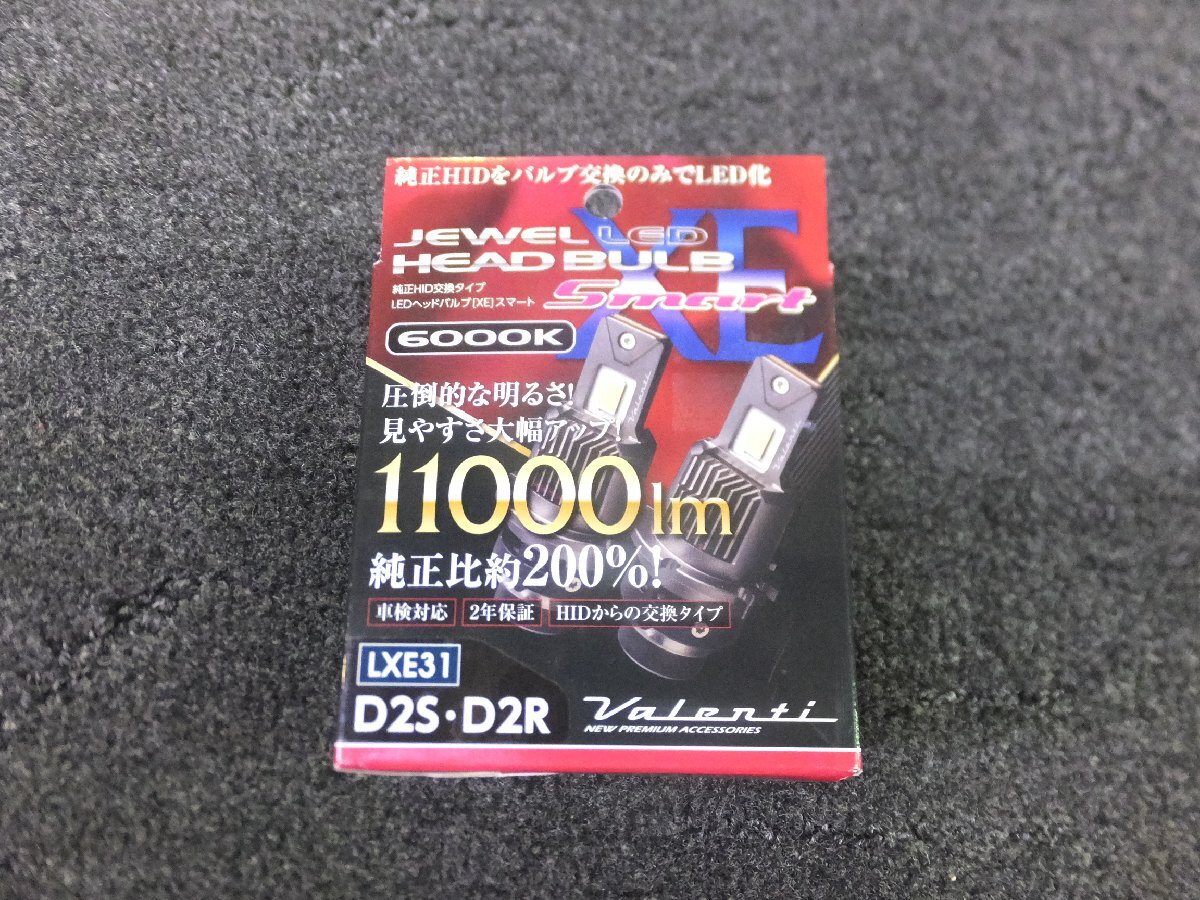 純正HIDをバルブ交換のみでLED化
XE
JEWEL LED
HEAD BULB
Smart
純正HID交換タイプ
LEDヘッドバルブ[XE]スマート
6000K
圧倒的な明るさ!
見やすさ大幅アップ!
11000lm
純正比約200%!
車検対応 2年保証 HIDからの交換タイプ
LXE31
D2S・D2R
Valenti
NEW PREMIUM ACCESSORIES
Valenti
Valenti